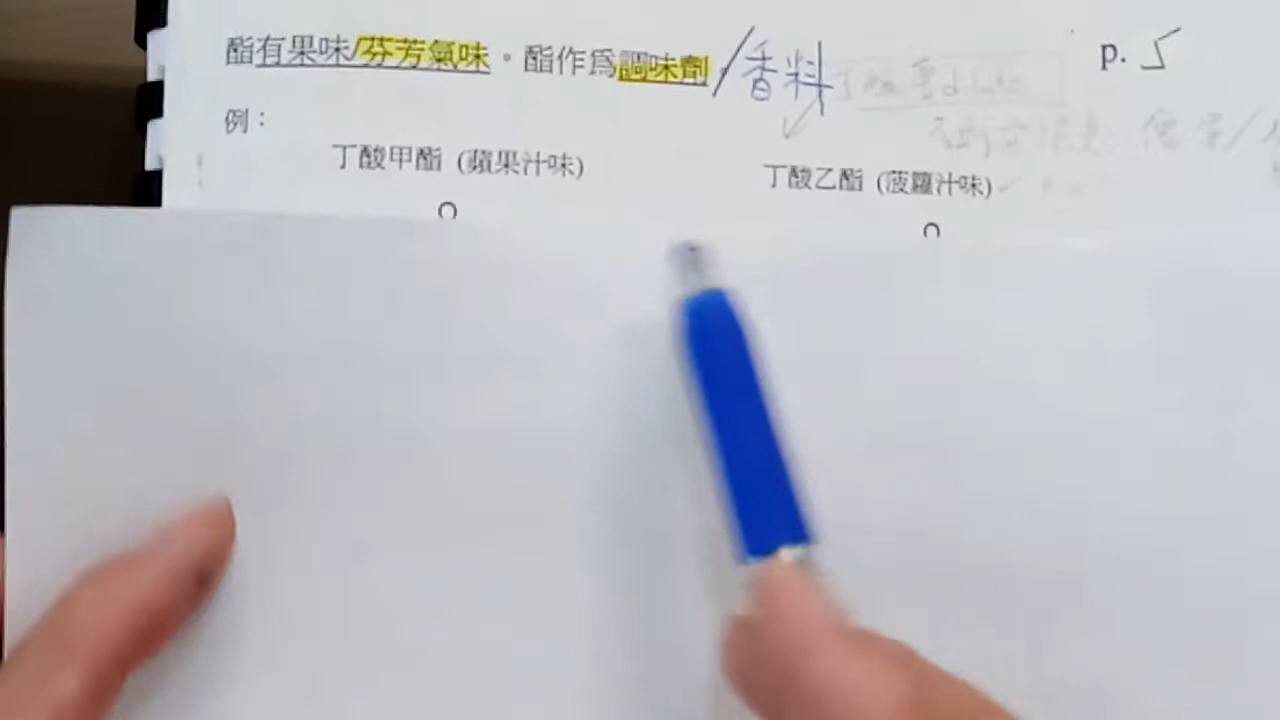 酯有果味/芬芳氣味。酯作爲調味劑/香料
p. 5
例：
丁酸甲酯 (蘋果汁味)
丁酸乙酯 (菠蘿汁味)
O
O